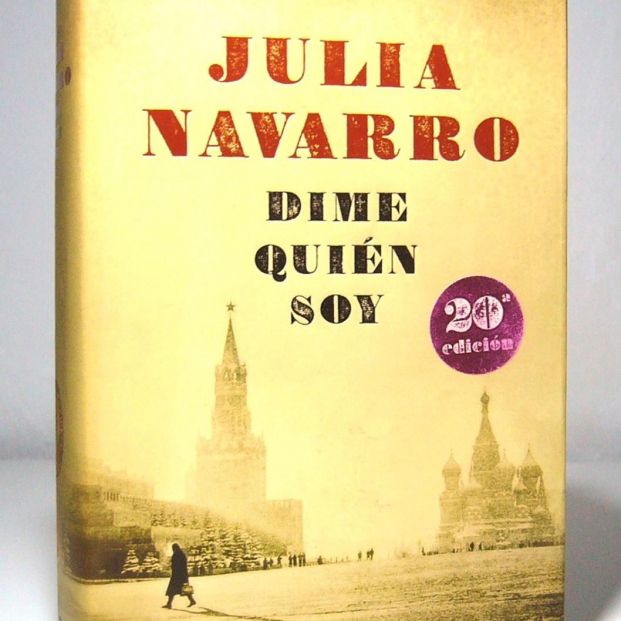 JULIA
NAVARRO
DIME
QUIÉN
SOY
20ª
edición